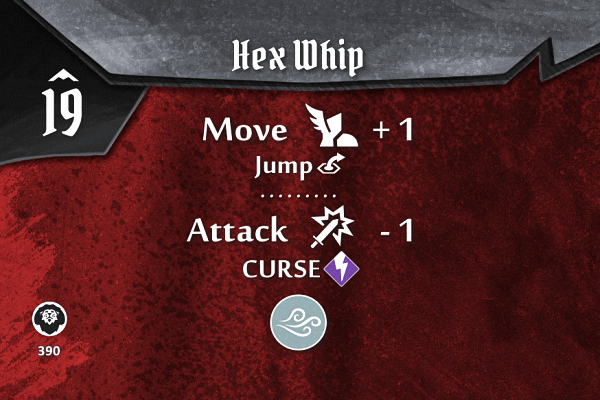 Hex Whip
19
Move + 1
Jump
Attack - 1
CURSE
390